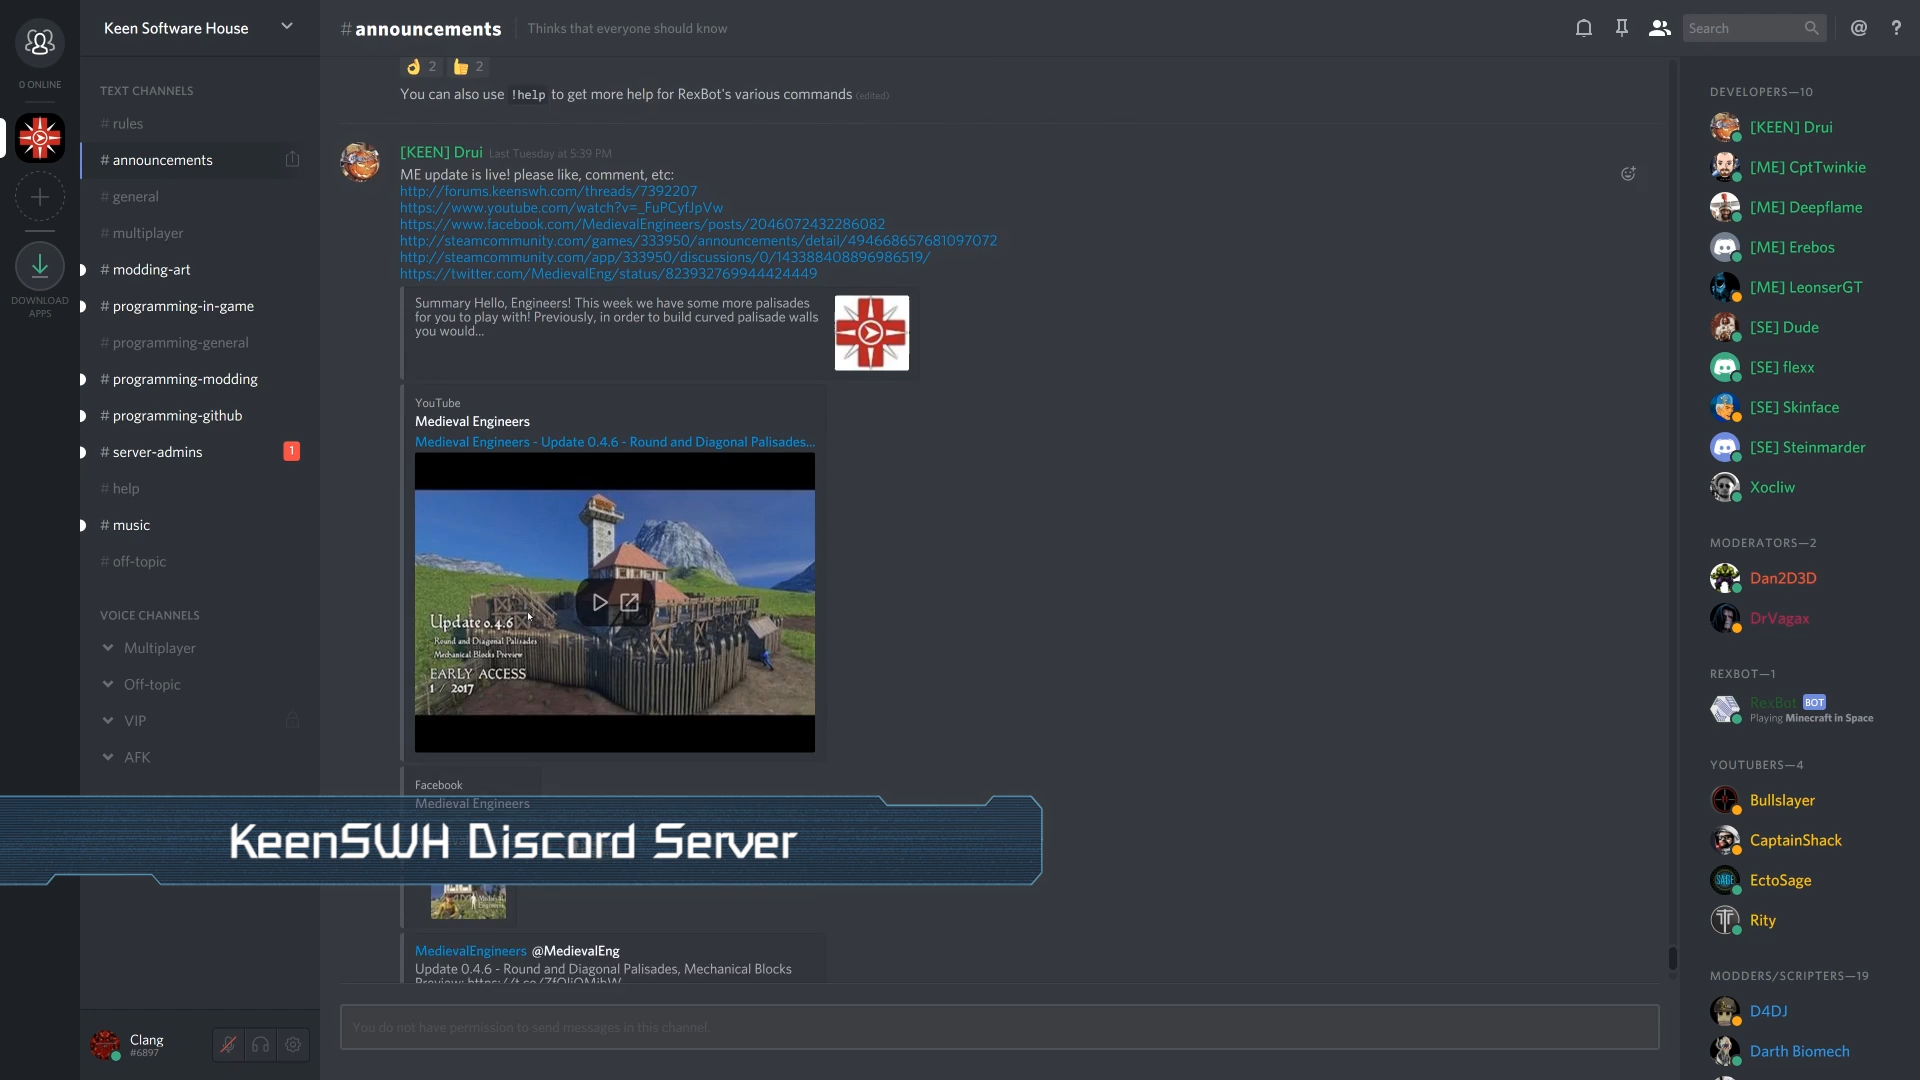 Keen Software House
0 ONLINE
DOWNLOAD
APPS
TEXT CHANNELS
# rules
# announcements
# general
# multiplayer
# modding-art
# programming-in-game
# programming-general
# programming-modding
# programming-github
# server-admins
1
# help
# music
# off-topic
VOICE CHANNELS
Multiplayer
Off-topic
VIP
AFK
Clang
#6897
# announcements
Thinks that everyone should know
Search
@
?
2
2
You can also use !help to get more help for RexBot's various commands (edited)
[KEEN] Drui Last Tuesday at 5:39 PM
ME update is live! please like, comment, etc:
http://forums.keenswh.com/threads/7392207
https://www.youtube.com/watch?v=_FuPCyfJpVw
https://www.facebook.com/MedievalEngineers/posts/2046072432286082
http://steamcommunity.com/games/333950/announcements/detail/494668657681097072
http://steamcommunity.com/app/333950/discussions/0/143388408896986519/
https://twitter.com/MedievalEng/status/823932769944424449
Summary Hello, Engineers! This week we have some more palisades
for you to play with! Previously, in order to build curved palisade walls
you would...
YouTube
Medieval Engineers
Medieval Engineers - Update 0.4.6 - Round and Diagonal Palisades...
Update 0.4.6
Round and Diagonal Palisades
Mechanical Blocks Preview
EARLY ACCESS
1 / 2017
Facebook
Medieval Engineers
KeenSWH Discord Server
MedievalEngineers @MedievalEng
Update 0.4.6 - Round and Diagonal Palisades, Mechanical Blocks
You do not have permission to send messages in this channel.
DEVELOPERS—10
[KEEN] Drui
[ME] CptTwinkie
[ME] Deepflame
[ME] Erebos
[ME] LeonserGT
[SE] Dude
[SE] flexx
[SE] Skinface
[SE] Steinmarder
Xocliw
MODERATORS—2
Dan2D3D
DrVagax
REXBOT—1
RexBot BOT
Playing Minecraft in Space
YOUTUBERS—4
Bullslayer
CaptainShack
SAGE
EctoSage
Rity
MODDERS/SCRIPTERS—19
D4DJ
Darth Biomech